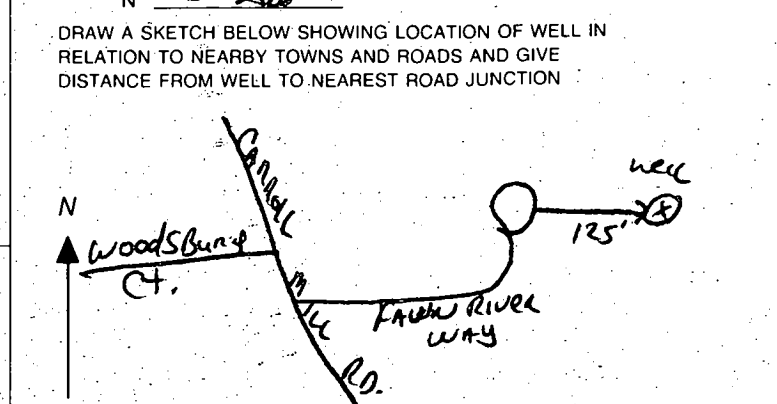 N
DRAW A SKETCH BELOW SHOWING LOCATION OF WELL IN
RELATION TO NEARBY TOWNS AND ROADS AND GIVE
DISTANCE FROM WELL TO NEAREST ROAD JUNCTION
CARROLL
MILL
RD.
N
WOODSBURY
Ct.
FAWN RIVER
WAY
well
125'